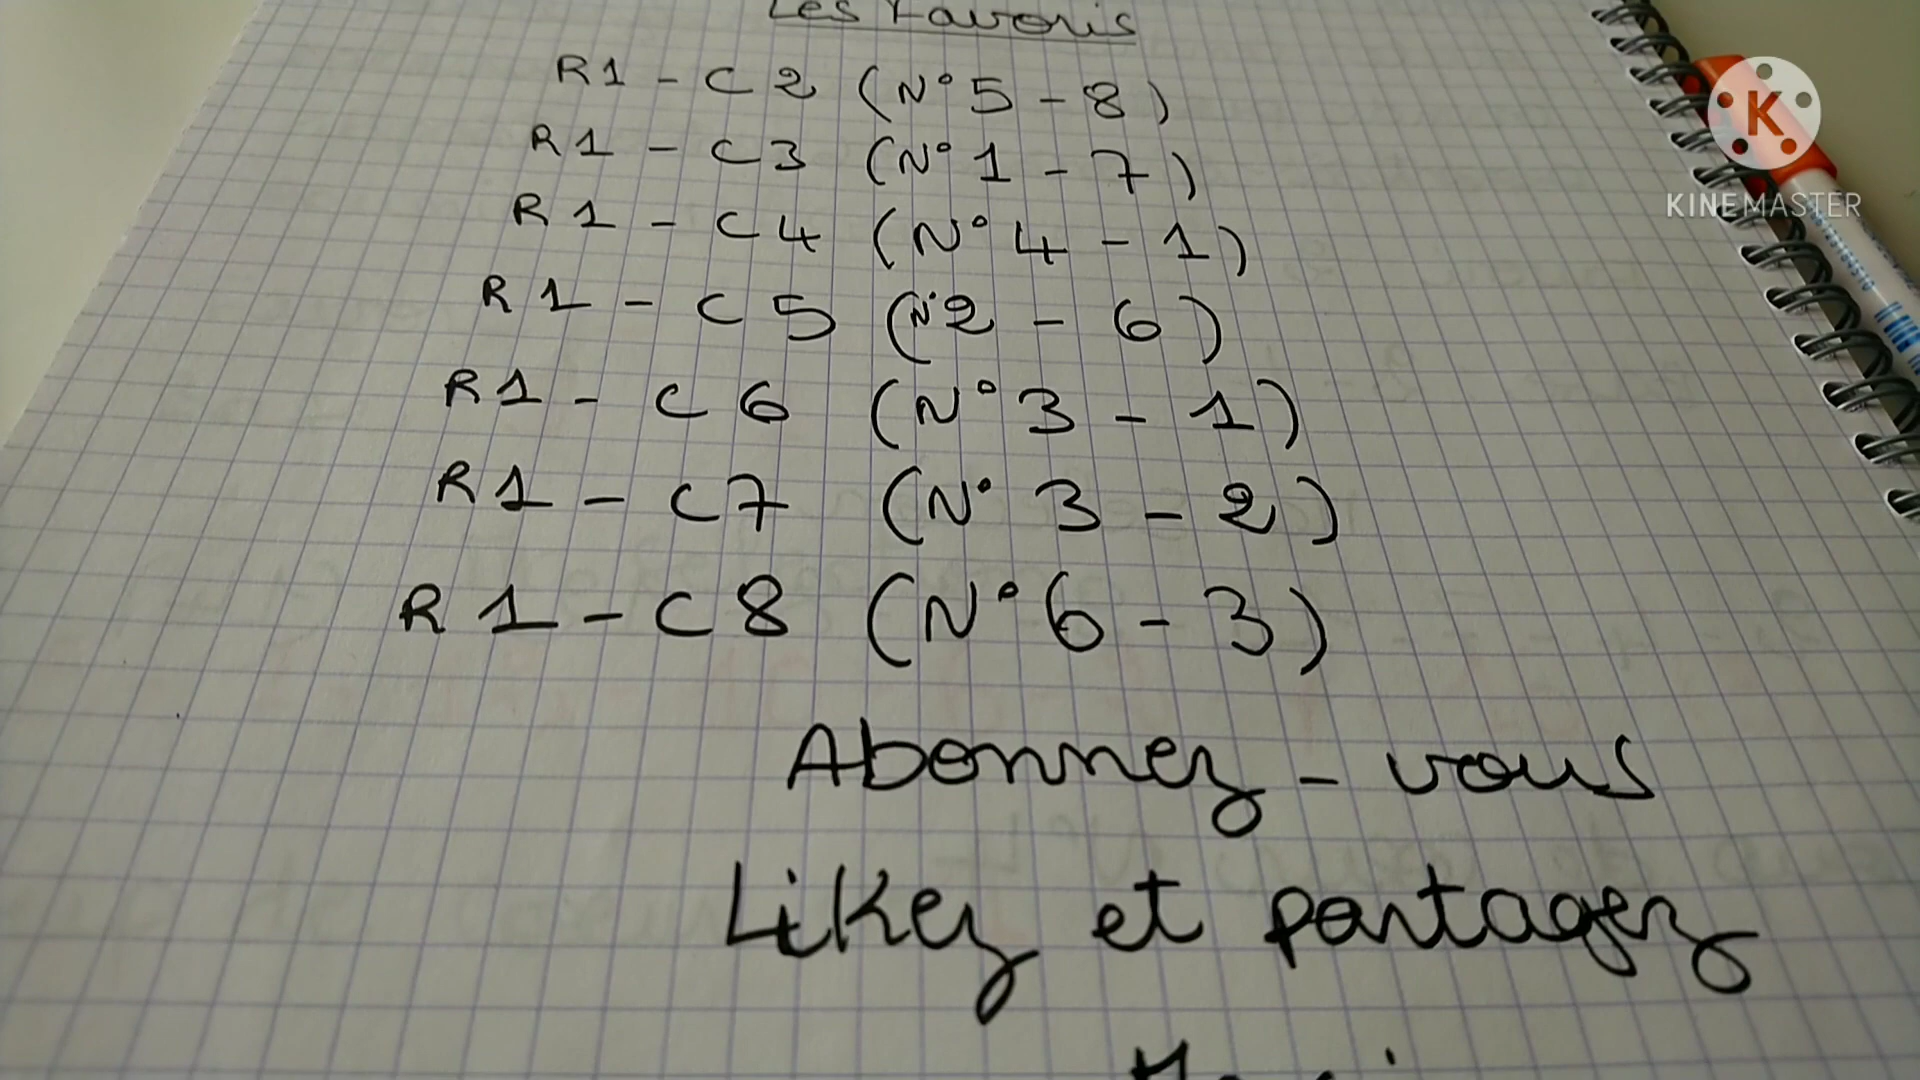 Les Favoris
R1 - C2 (N° 5 - 8)
R1 - C3 (N° 1 - 7)
R1 - C4 (N° 4 - 1)
R1 - C5 (N° 2 - 6)
R1 - C6 (N° 3 - 1)
R1 - C7 (N° 3 - 2)
R1 - C8 (N° 6 - 3)
Abonnez - vous
Likez et partagez
K
KINEMASTER